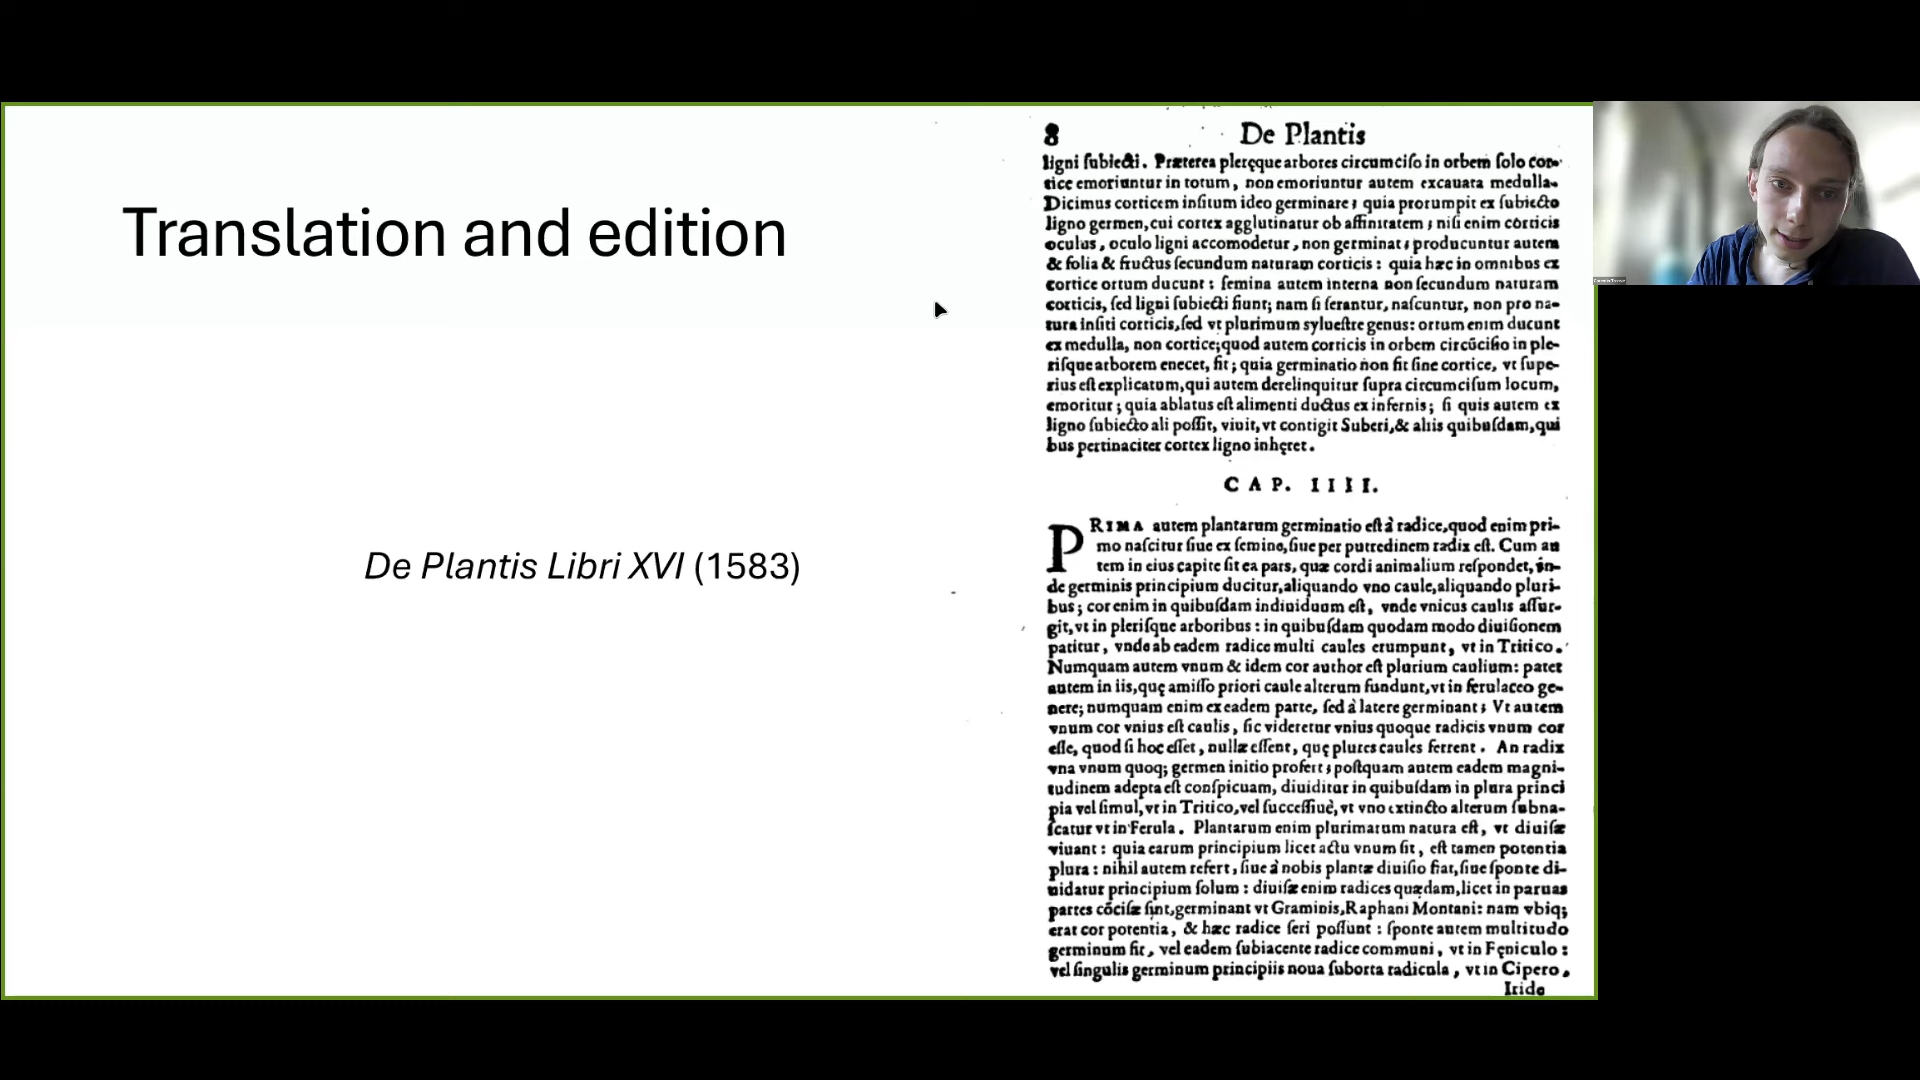 Translation and edition
De Plantis Libri XVI (1583)
8 De Plantis
ligni ſubiecti. Præterea pleręque arbores circumciſo in orbem ſolo cor-
tice emoriuntur in totum, non emoriuntur autem excauata medulla.
Dicimus corticem inſitum ideo germinare; quia prorumpit ex ſubiecto
ligno germen, cui cortex agglutinatur ob affinitatem; niſi enim corticis
oculus, oculo ligni accomodetur, non germinat; producuntur autem
& folia & fructus ſecundum naturam corticis: quia hæc in omnibus ex
cortice ortum ducunt: ſemina autem interna non ſecundum naturam
corticis, ſed ligni ſubiecti fiunt; nam ſi ſerantur, naſcuntur, non pro na-
tura inſiti corticis, ſed vt plurimum sylueſtre genus: ortum enim ducunt
ex medulla, non cortice; quod autem corticis in orbem circūciſio in ple-
riſque arborem enecet, fit; quia germinatio non fit ſine cortice, vt ſupe-
rius eſt explicatum, qui autem derelinquitur ſupra circumciſum locum,
emoritur; quia ablatus eſt alimenti ductus ex infernis; ſi quis autem ex
ligno ſubiecto ali poſſit, viuit, vt contigit Suberi, & aliis quibuſdam, qui
bus pertinaciter cortex ligno inhęret.
CAP. IIII.
PRIMA autem plantarum germinatio eſt à radice, quod enim pri-
mo naſcitur ſiue ex ſemine, ſiue per putredinem radix eſt. Cum au
tem in eius capite ſit ea pars, quæ cordi animalium reſpondet, in-
de germinis principium ducitur, aliquando vno caule, aliquando pluri-
bus; cor enim in quibuſdam indiuiduum eſt, vnde vnicus caulis aſſur-
git, vt in pleriſque arboribus: in quibuſdam quodam modo diuiſionem
patitur, vnde ab eadem radice multi caules erumpunt, vt in Tritico.
Numquam autem vnum & idem cor author eſt plurium caulium: patet
autem in iis, quę amiſſo priori caule alterum fundunt, vt in ferulaceo ge-
nere; numquam enim ex eadem parte, ſed à latere germinant; Vt autem
vnum cor vnius eſt caulis, ſic videretur vnius quoque radicis vnum cor
eſſe, quod ſi hoc eſſet, nullæ eſſent, quę plures caules ferrent. An radix
vna vnum quoq; germen initio profert; poſtquam autem eadem magni-
tudinem adepta eſt conſpicuam, diuiditur in quibuſdam in plura princi
pia vel ſimul, vt in Tritico, vel ſucceſſiuè, vt vno extincto alterum ſubna-
ſcatur vt in Ferula. Plantarum enim plurimarum natura eſt, vt diuiſæ
viuant: quia earum principium licet actu vnum ſit, eſt tamen potentia
plura: nihil autem refert, ſiue à nobis plantæ diuiſio fiat, ſiue ſponte di-
uidatur principium ſolum: diuiſæ enim radices quædam, licet in paruas
partes cōciſæ ſint, germinant vt Graminis, Raphani Montani: nam vbiq;
erat cor potentia, & hæc radice ſeri poſſunt: ſponte autem multitudo
germinum fit, vel eadem ſubiacente radice communi, vt in Fęniculo:
vel ſingulis germinum principiis noua ſuborta radicula, vt in Cipero,
Iride